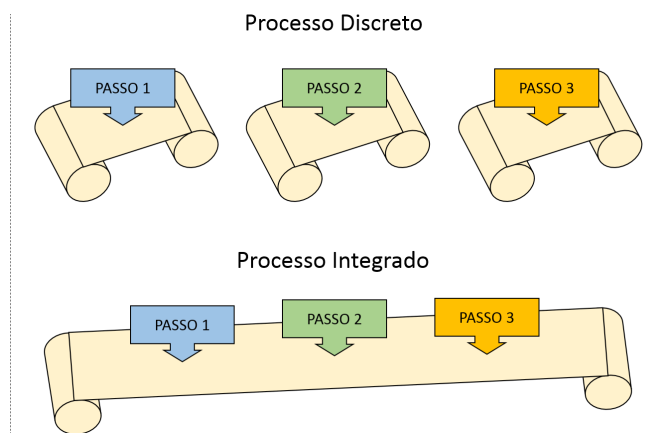 Processo Discreto
PASSO 1
PASSO 2
PASSO 3
Processo Integrado
PASSO 1
PASSO 2
PASSO 3